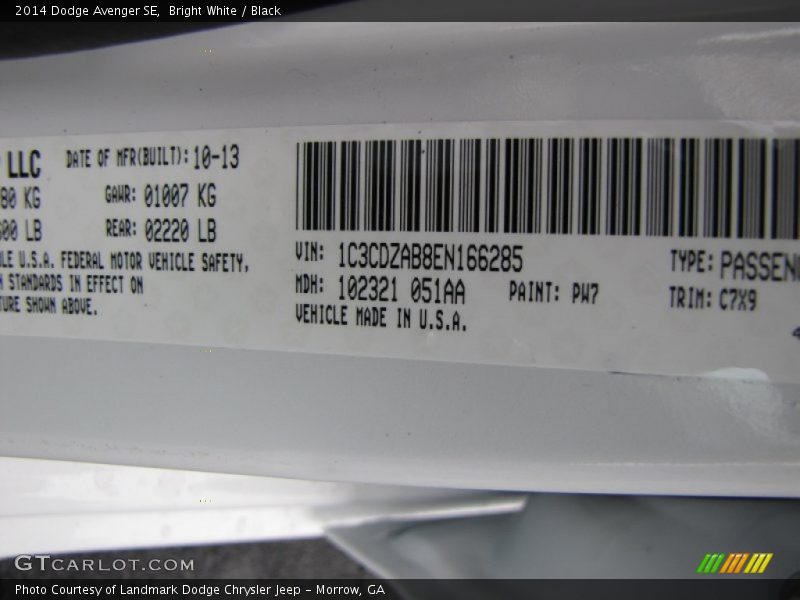 2014 Dodge Avenger SE,  Bright White / Black
LLC DATE OF MFR(BUILT): 10-13
80 KG GAWR: 01007 KG
00 LB REAR: 02220 LB
U.S.A. FEDERAL MOTOR VEHICLE SAFETY,
STANDARDS IN EFFECT ON
SHOWN ABOVE.
VIN: 1C3CDZAB8EN166285 TYPE: PASSEN
MDH: 102321 051AA PAINT: PW7 TRIM: C7X9
VEHICLE MADE IN U.S.A.
GTCARLOT.COM
Photo Courtesy of Landmark Dodge Chrysler Jeep - Morrow, GA